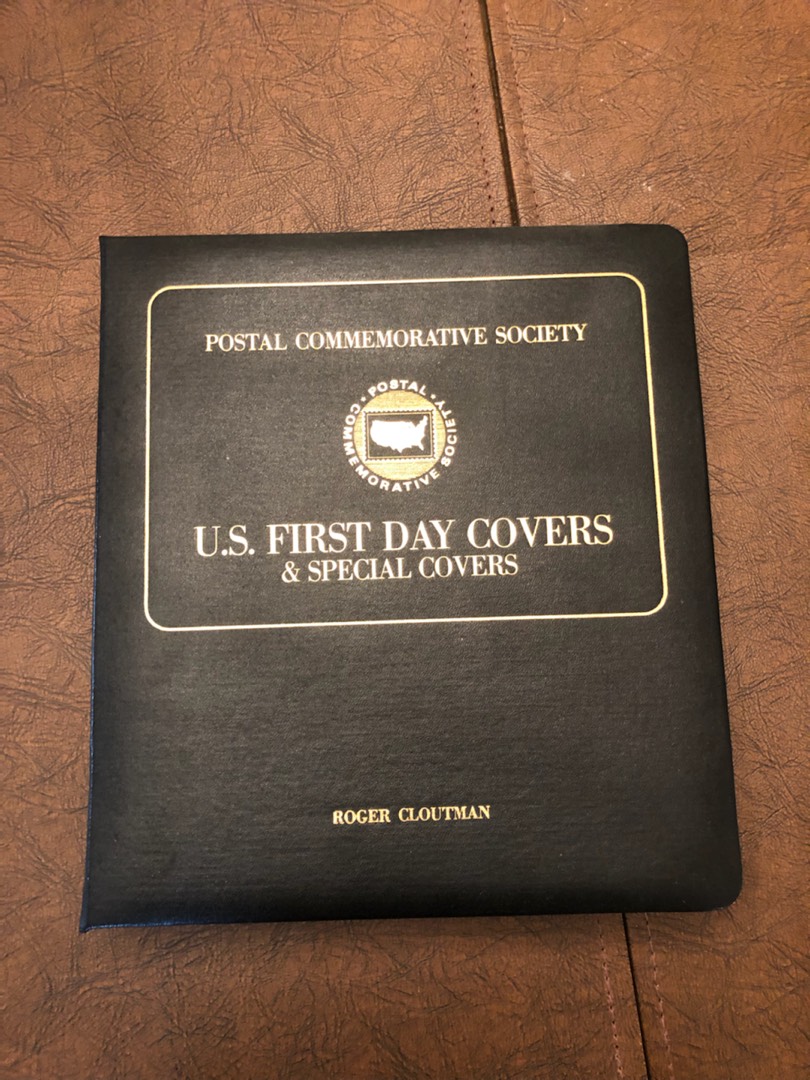 POSTAL COMMEMORATIVE SOCIETY
• POSTAL •
COMMEMORATIVE SOCIETY
U.S. FIRST DAY COVERS
& SPECIAL COVERS
ROGER CLOUTMAN